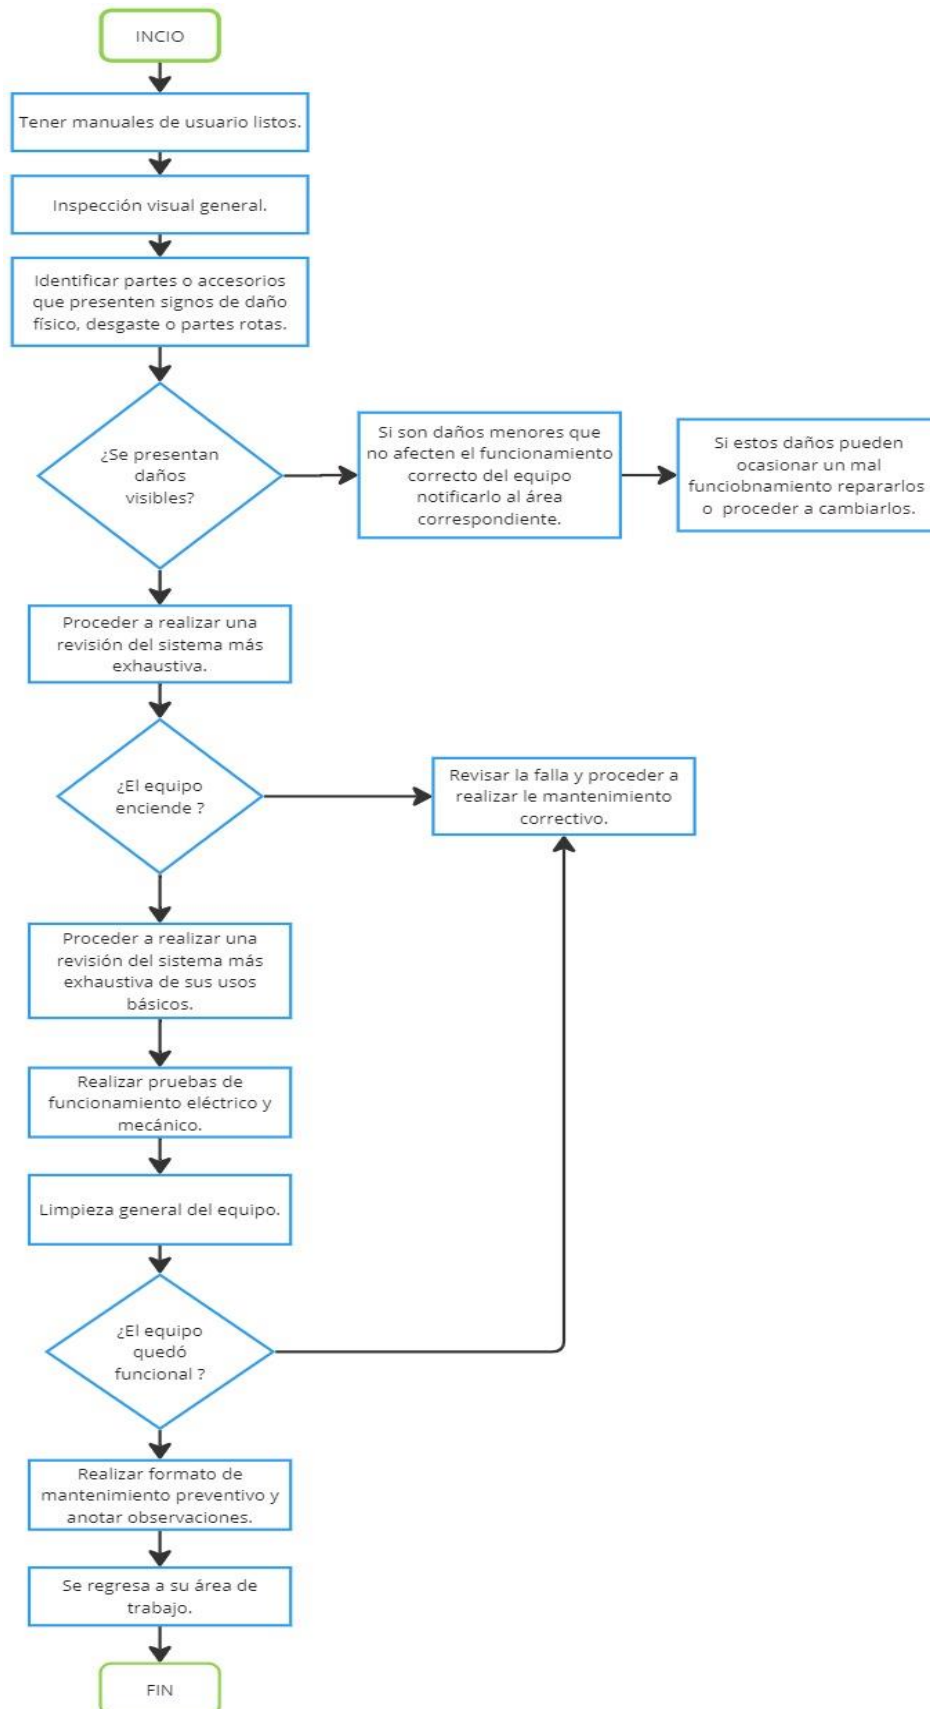 INCIO
Tener manuales de usuario listos.
Inspección visual general.
Identificar partes o accesorios
que presenten signos de daño
físico, desgaste o partes rotas.
¿Se presentan
daños
visibles?
Si son daños menores que
no afecten el funcionamiento
correcto del equipo
notificarlo al área
correspondiente.
Si estos daños pueden
ocasionar un mal
funciobnamiento repararlos
o proceder a cambiarlos.
Proceder a realizar una
revisión del sistema más
exhaustiva.
¿El equipo
enciende ?
Revisar la falla y proceder a
realizar le mantenimiento
correctivo.
Proceder a realizar una
revisión del sistema más
exhaustiva de sus usos
básicos.
Realizar pruebas de
funcionamiento eléctrico y
mecánico.
Limpieza general del equipo.
¿El equipo
quedó
funcional ?
Realizar formato de
mantenimiento preventivo y
anotar observaciones.
Se regresa a su área de
trabajo.
FIN